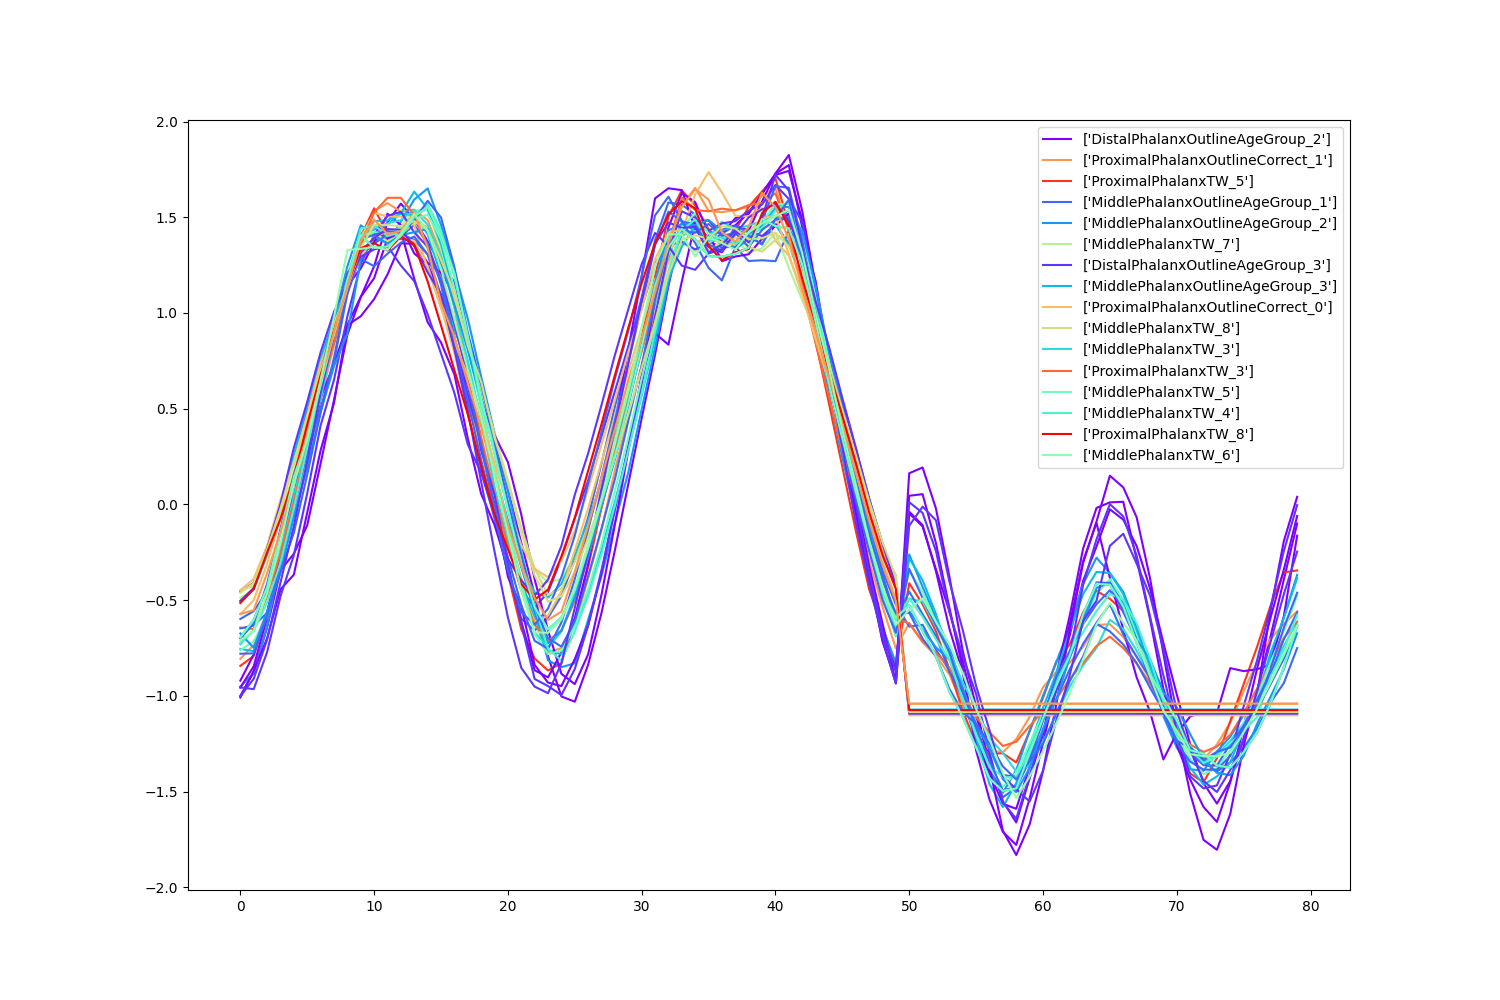 2.0
1.5
1.0
0.5
0.0
−0.5
−1.0
−1.5
−2.0
0 10 20 30 40 50 60 70 80
['DistalPhalanxOutlineAgeGroup_2']
['ProximalPhalanxOutlineCorrect_1']
['ProximalPhalanxTW_5']
['MiddlePhalanxOutlineAgeGroup_1']
['MiddlePhalanxOutlineAgeGroup_2']
['MiddlePhalanxTW_7']
['DistalPhalanxOutlineAgeGroup_3']
['MiddlePhalanxOutlineAgeGroup_3']
['ProximalPhalanxOutlineCorrect_0']
['MiddlePhalanxTW_8']
['MiddlePhalanxTW_3']
['ProximalPhalanxTW_3']
['MiddlePhalanxTW_5']
['MiddlePhalanxTW_4']
['ProximalPhalanxTW_8']
['MiddlePhalanxTW_6']